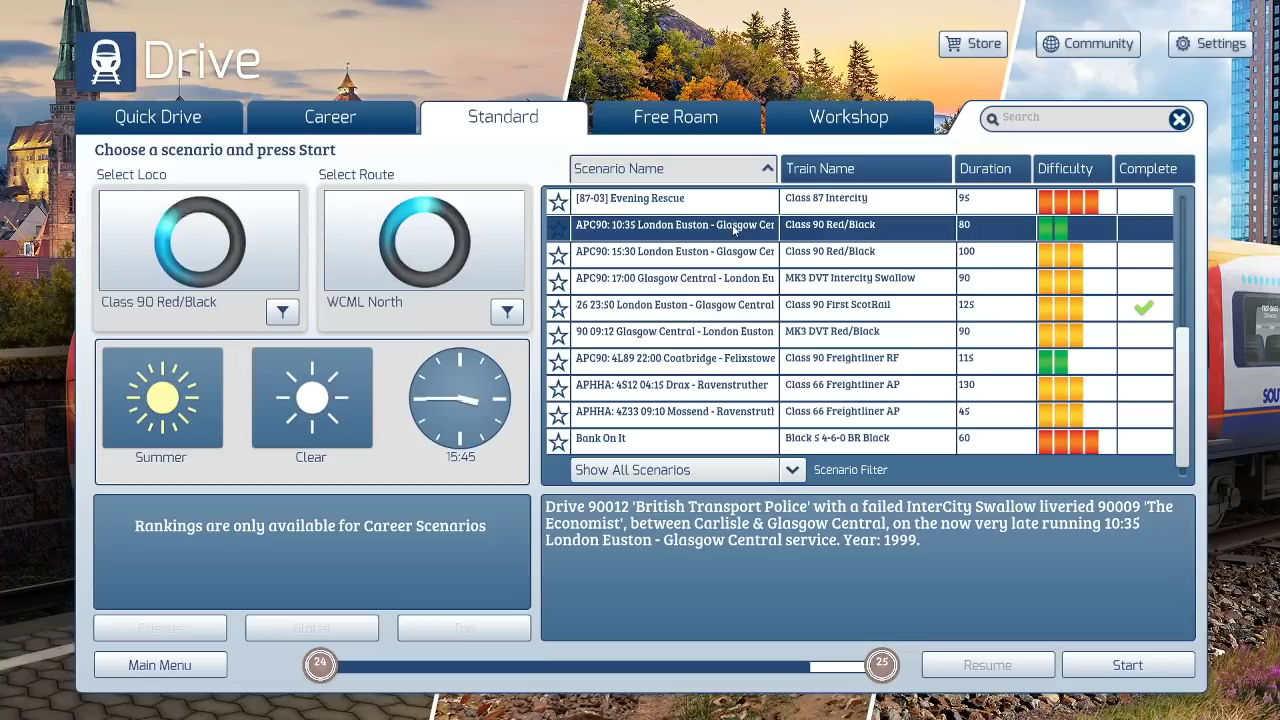 Drive
Store
Community
Settings
Quick Drive
Career
Standard
Free Roam
Workshop
Search
Choose a scenario and press Start
Select Loco
Select Route
Class 90 Red/Black
WCML North
Summer
Clear
15:45
Scenario Name Train Name Duration Difficulty Complete
[87-03] Evening Rescue Class 87 Intercity 95
APC90: 10:35 London Euston - Glasgow Cer Class 90 Red/Black 80
APC90: 15:30 London Euston - Glasgow Cer Class 90 Red/Black 100
APC90: 17:00 Glasgow Central - London Eu MK3 DVT Intercity Swallow 90
26 23:50 London Euston - Glasgow Central Class 90 First ScotRail 125
90 09:12 Glasgow Central - London Euston MK3 DVT Red/Black 90
APC90: 4L89 22:00 Coatbridge - Felixstowe Class 90 Freightliner RF 115
APHHA: 4S12 04:15 Drax - Ravenstruther Class 66 Freightliner AP 130
APHHA: 4Z33 09:10 Mossend - Ravenstrutl Class 66 Freightliner AP 45
Bank On It Black 5 4-6-0 BR Black 60
Show All Scenarios
Scenario Filter
Rankings are only available for Career Scenarios
Drive 90012 'British Transport Police' with a failed InterCity Swallow liveried 90009 'The
Economist', between Carlisle & Glasgow Central, on the now very late running 10:35
London Euston - Glasgow Central service. Year: 1999.
Friends
Global
Top
Main Menu
24
25
Resume
Start
SOU